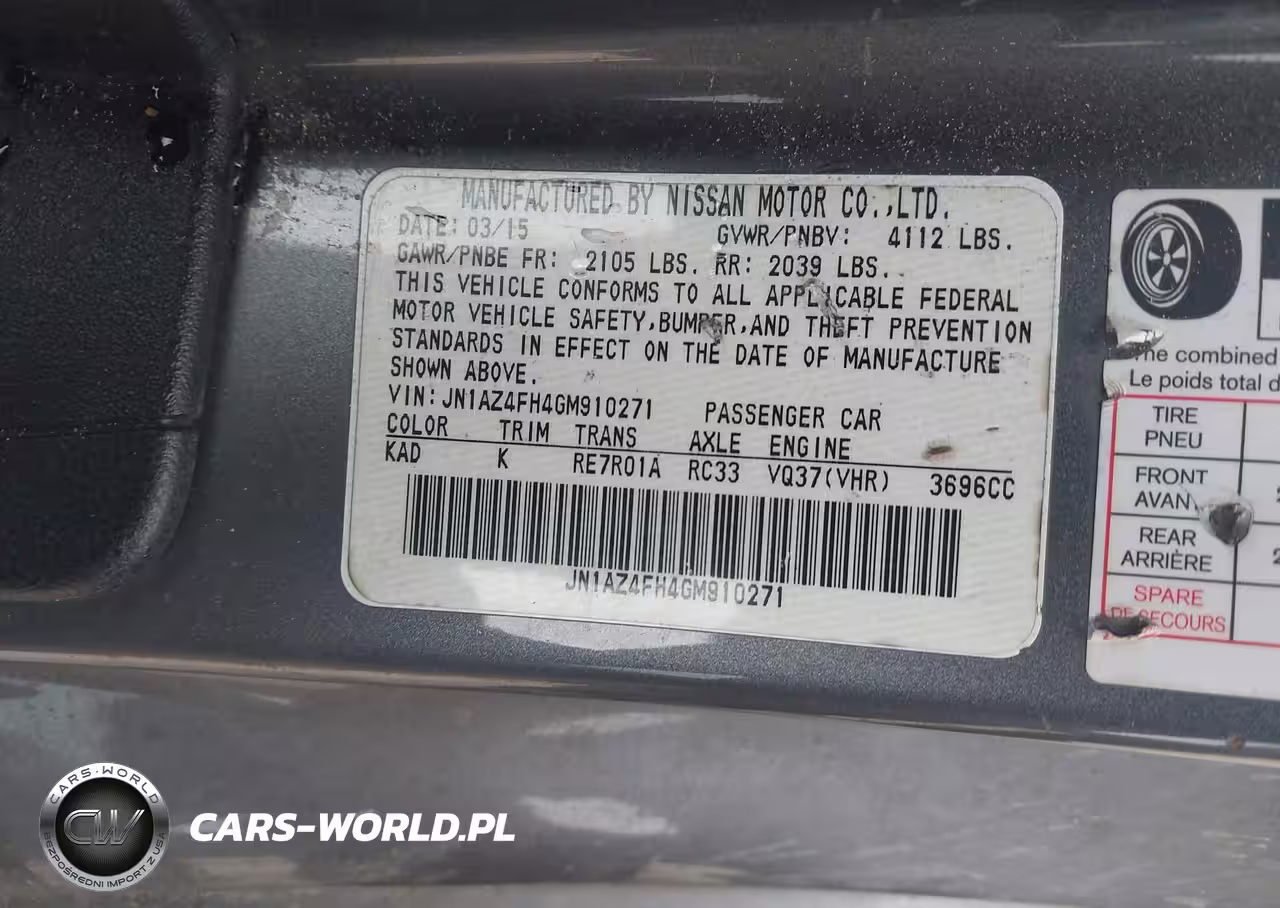 MANUFACTURED BY NISSAN MOTOR CO.,LTD.
DATE: 03/15 GVWR/PNBV: 4112 LBS.
GAWR/PNBE FR: 2105 LBS. RR: 2039 LBS.
THIS VEHICLE CONFORMS TO ALL APPLICABLE FEDERAL
MOTOR VEHICLE SAFETY,BUMPER,AND THEFT PREVENTION
STANDARDS IN EFFECT ON THE DATE OF MANUFACTURE
SHOWN ABOVE.
VIN:JN1AZ4FH4GM910271 PASSENGER CAR
COLOR TRIM TRANS AXLE ENGINE
KAD K RE7R01A RC33 VQ37(VHR) 3696CC
JN1AZ4FH4GM910271
The combined
Le poids total d
TIRE
PNEU
FRONT
AVANT
REAR
ARRIÈRE
SPARE
DE SECOURS
CARS-WORLD
CW
BEZPOŚREDNI IMPORT Z USA
CARS-WORLD.PL